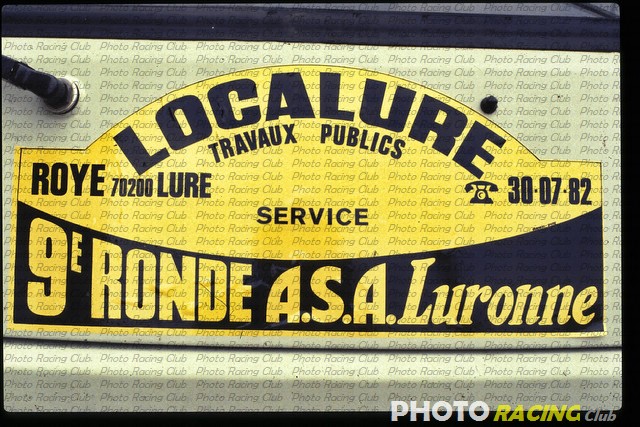 LOCALURE
TRAVAUX PUBLICS
ROYE 70200 LURE
☎ 30·07·82
SERVICE
9E RONDE A.S.A. Luronne
PHOTO RACING Club